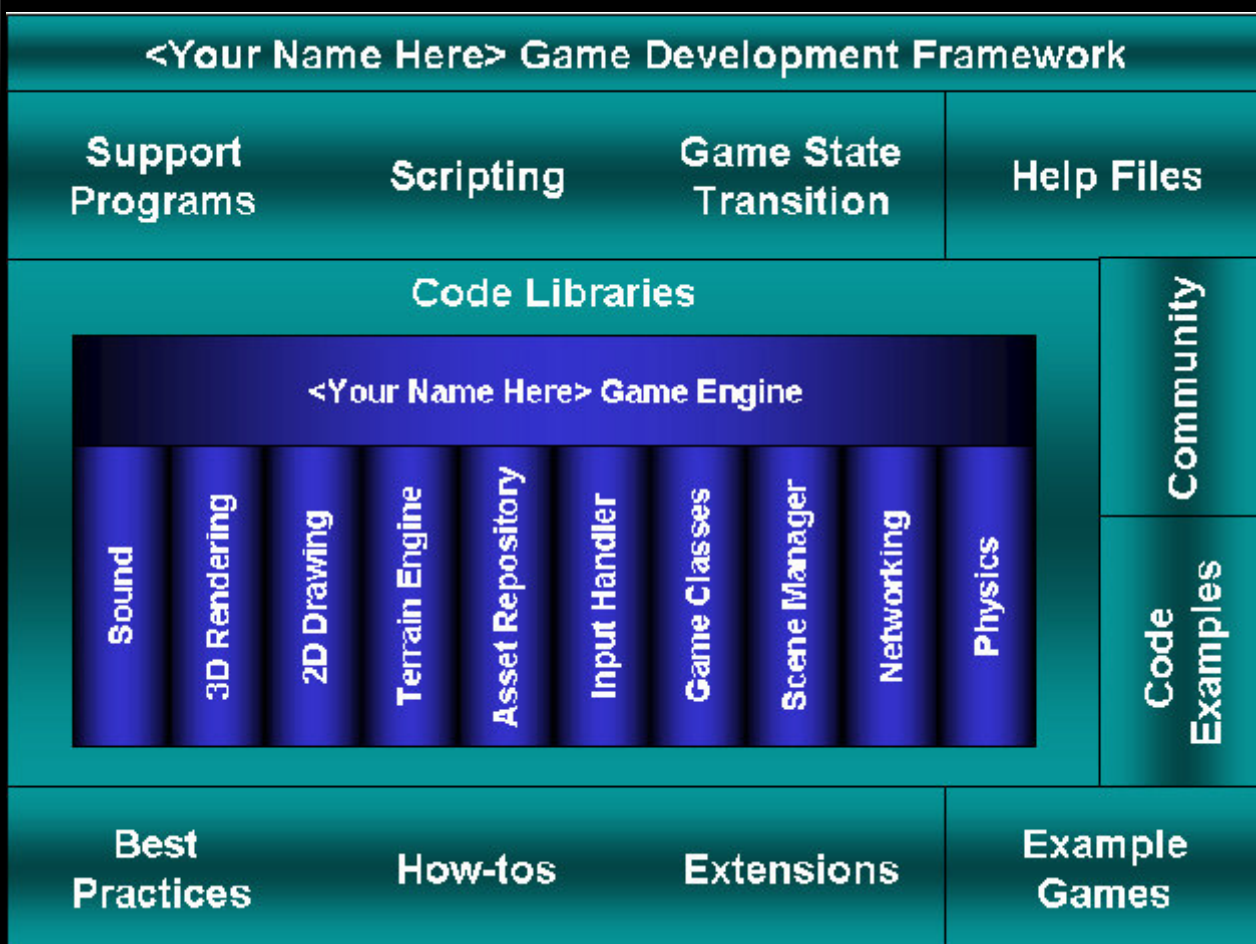 <Your Name Here> Game Development Framework
Support
Programs
Scripting
Game State
Transition
Help Files
Code Libraries
<Your Name Here> Game Engine
Sound
3D Rendering
2D Drawing
Terrain Engine
Asset Repository
Input Handler
Game Classes
Scene Manager
Networking
Physics
Community
Code
Examples
Best
Practices
How-tos
Extensions
Example
Games